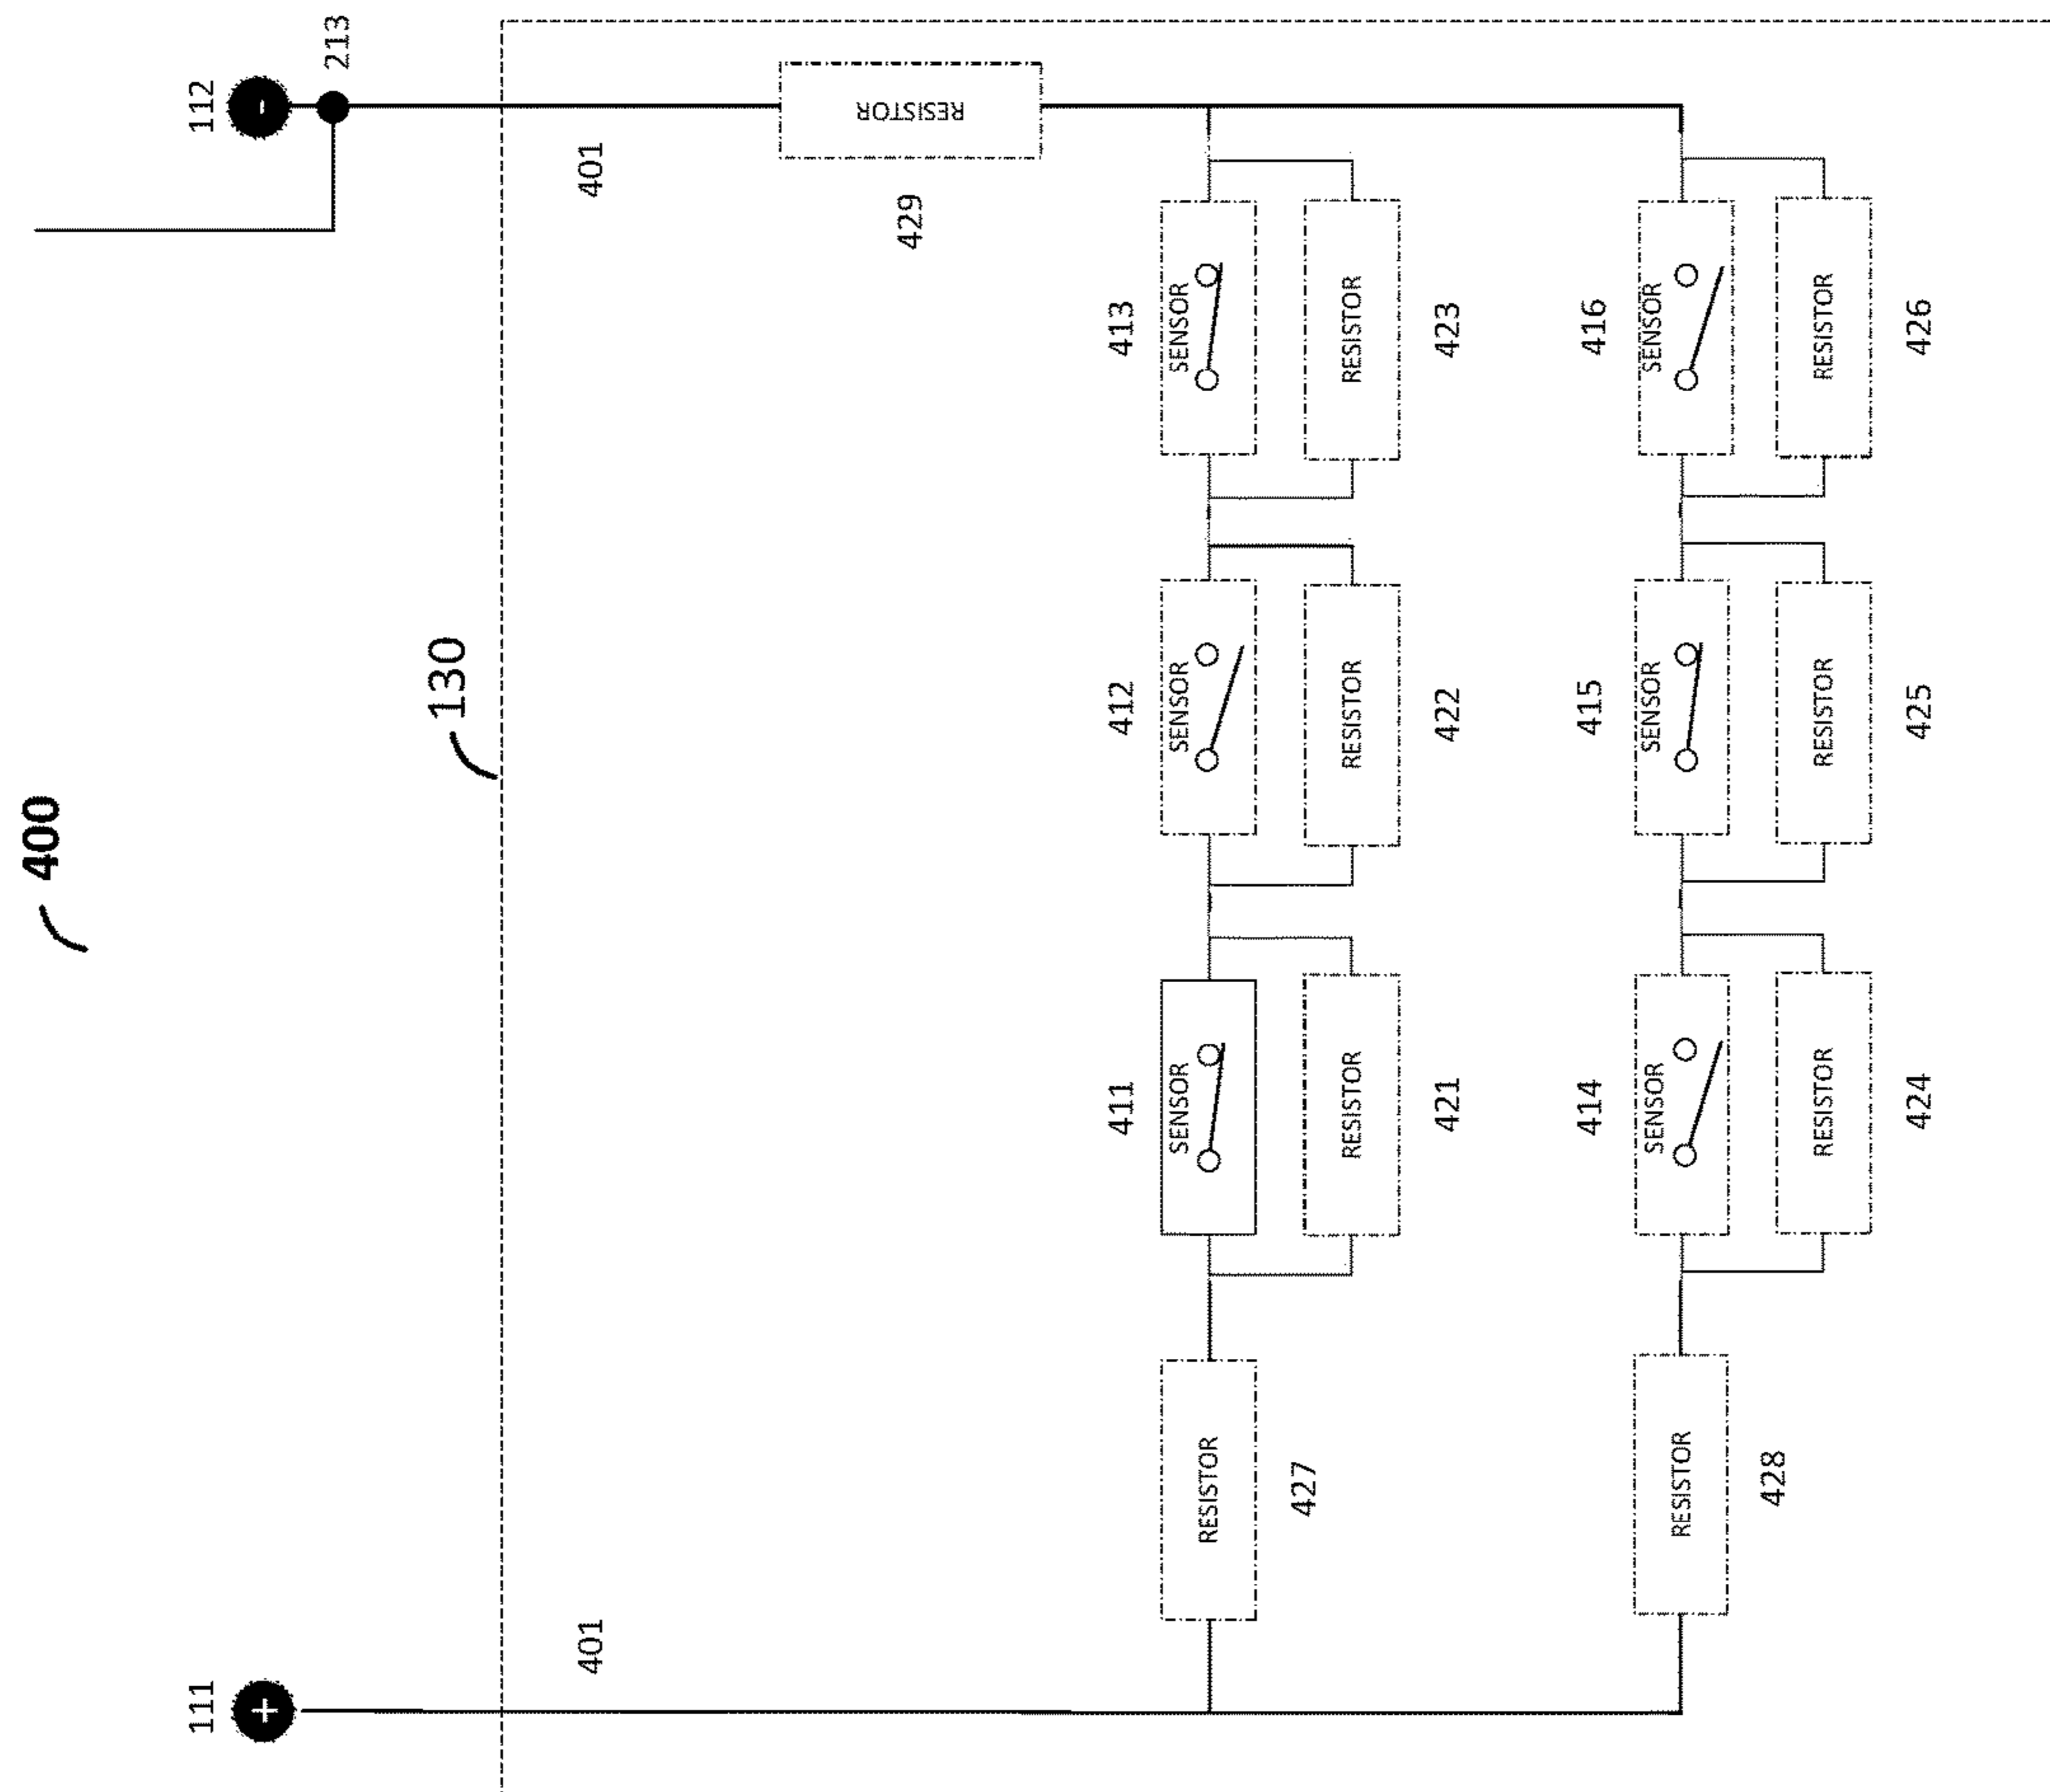 400
130
111
+
112
-
213
401
401
RESISTOR
429
411
412
413
SENSOR
SENSOR
SENSOR
RESISTOR
RESISTOR
RESISTOR
RESISTOR
427
421
422
423
414
415
416
SENSOR
SENSOR
SENSOR
RESISTOR
RESISTOR
RESISTOR
RESISTOR
428
424
425
426